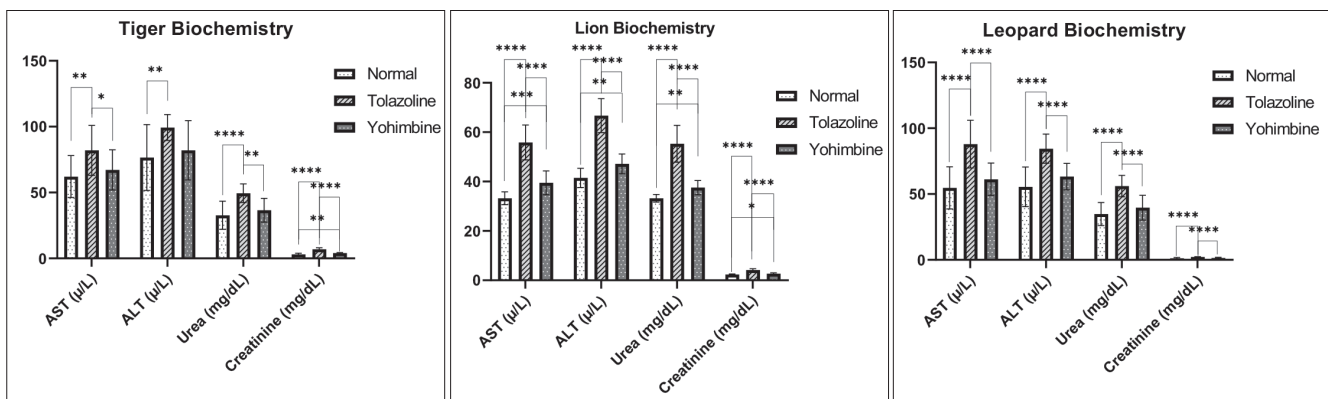 Tiger Biochemistry
150
100
50
0
** ** **** ****
* ** ****
**
Normal
Tolazoline
Yohimbine
AST (µ/L)
ALT (µ/L)
Urea (mg/dL)
Creatinine (mg/dL)
Lion Biochemistry
80
60
40
20
0
**** **** **** ****
**** **** **** ****
*** ** ** *
Normal
Tolazoline
Yohimbine
AST (µ/L)
ALT (µ/L)
Urea (mg/dL)
Creatinine (mg/dL)
Leopard Biochemistry
150
100
50
0
**** **** **** ****
**** **** **** ****
Normal
Tolazoline
Yohimbine
AST (µ/L)
ALT (µ/L)
Urea (mg/dL)
Creatinine (mg/dL)